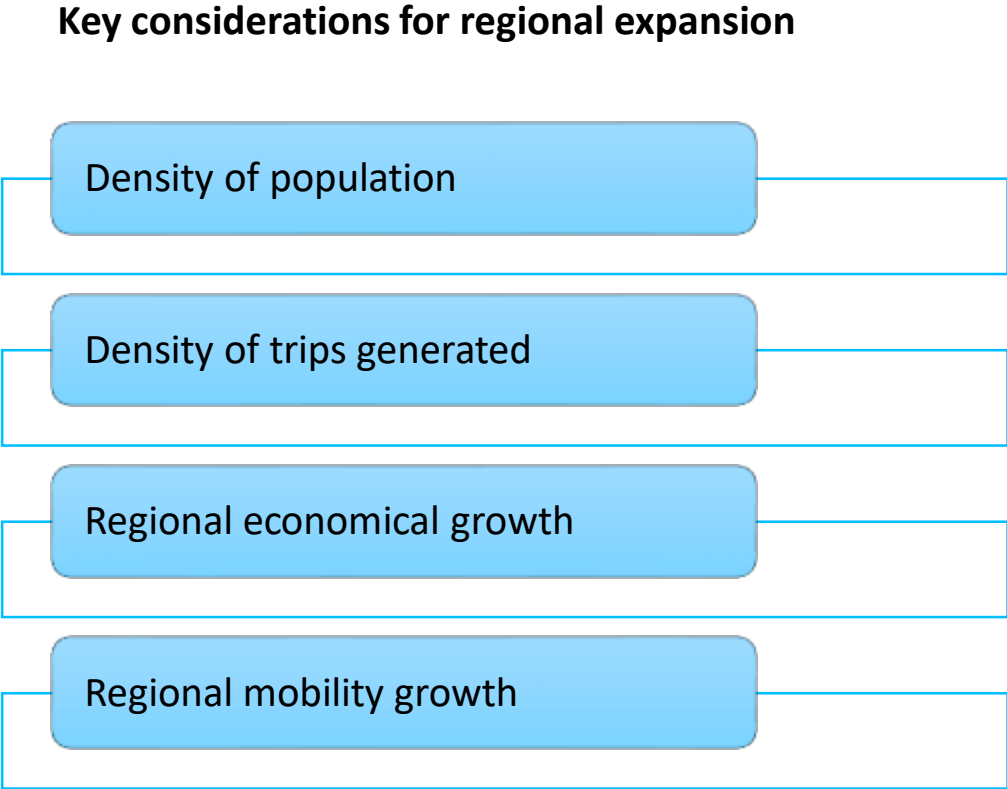 Key considerations for regional expansion
Density of population
Density of trips generated
Regional economical growth
Regional mobility growth